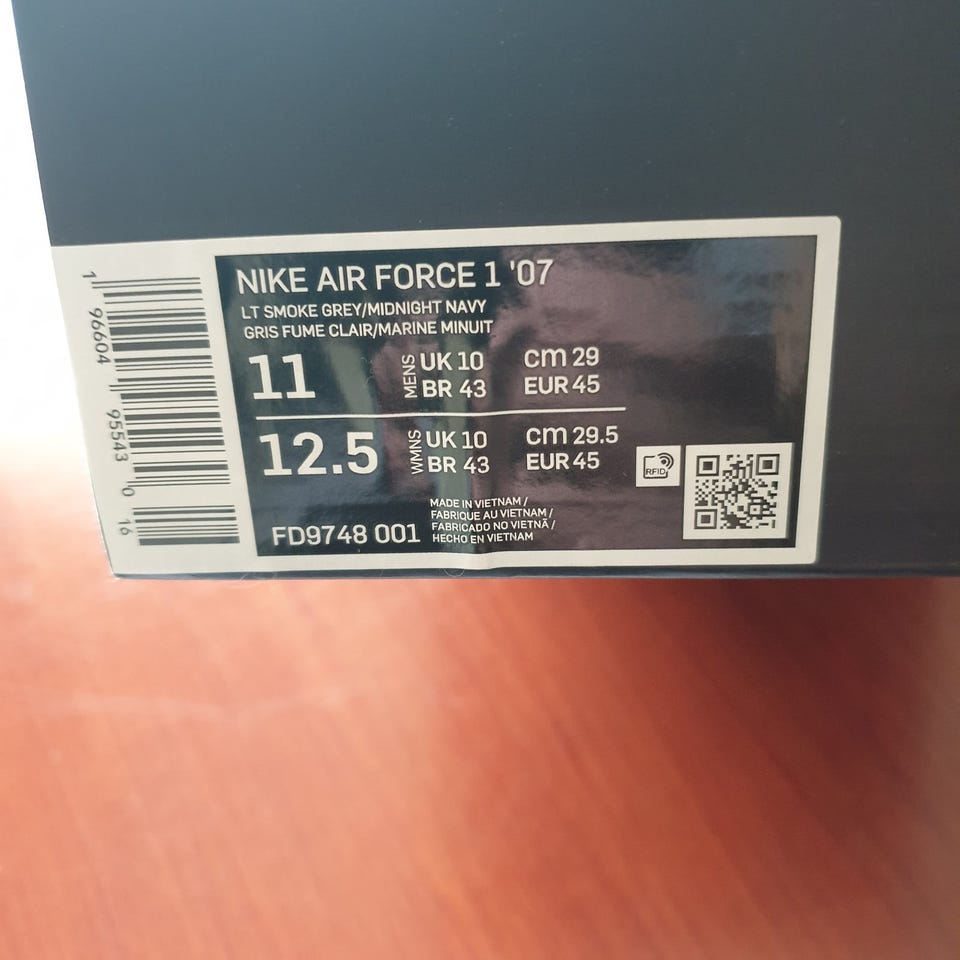 NIKE AIR FORCE 1 '07
LT SMOKE GREY/MIDNIGHT NAVY
GRIS FUME CLAIR/MARINE MINUIT
11 MENS UK 10 CM 29
BR 43 EUR 45
12.5 WMNS UK 10 CM 29.5
BR 43 EUR 45
RFID
FD9748 001
MADE IN VIETNAM /
FABRIQUE AU VIETNAM /
FABRICADO NO VIETNÃ /
HECHO EN VIETNAM
1 96604 95543 0 16